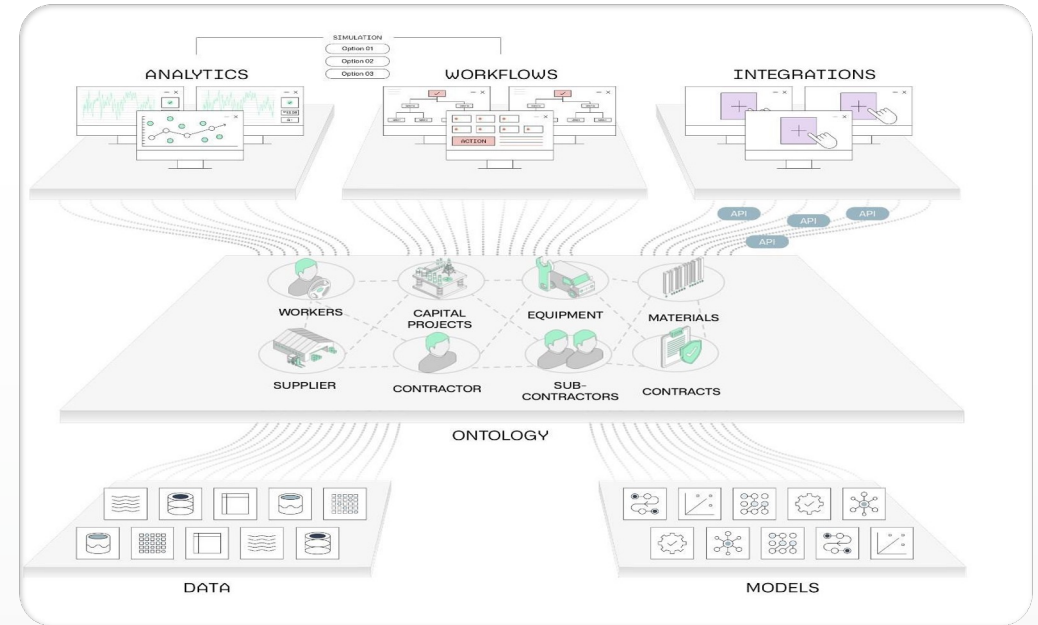 SIMULATION
Option 01
Option 02
Option 03
ANALYTICS
WORKFLOWS
INTEGRATIONS
ACTION
API
API
API
API
WORKERS
CAPITAL
PROJECTS
EQUIPMENT
MATERIALS
SUPPLIER
CONTRACTOR
SUB-
CONTRACTORS
CONTRACTS
ONTOLOGY
DATA
MODELS